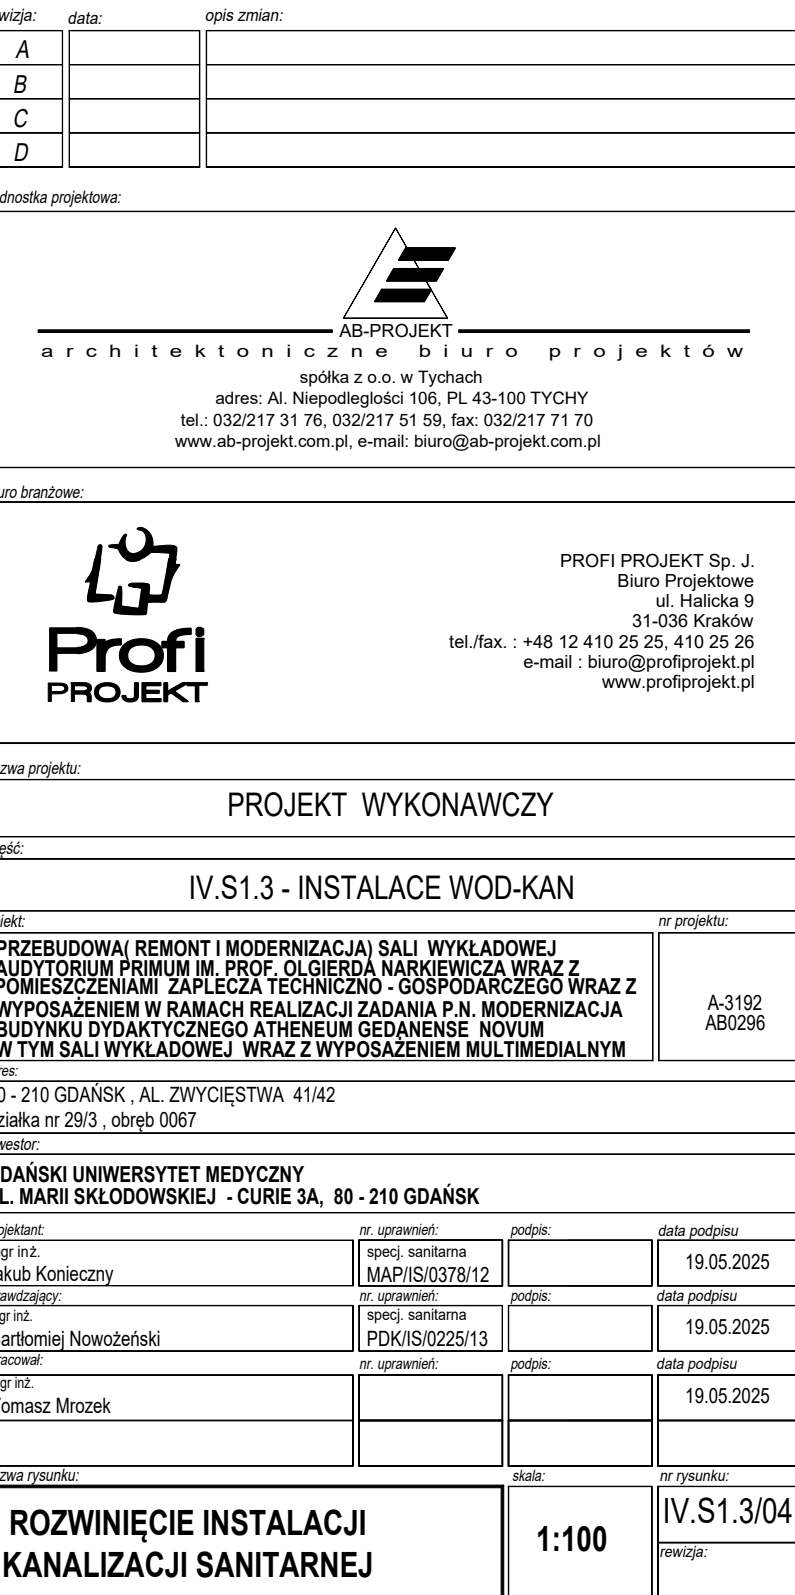 wizja: data: opis zmian:
A
B
C
D
dnostka projektowa:
AB-PROJEKT
architektoniczne biuro projektów
spółka z o.o. w Tychach
adres: Al. Niepodległości 106, PL 43-100 TYCHY
tel.: 032/217 31 76, 032/217 51 59, fax: 032/217 71 70
www.ab-projekt.com.pl, e-mail: biuro@ab-projekt.com.pl
uro branżowe:
Profi
PROJEKT
PROFI PROJEKT Sp. J.
Biuro Projektowe
ul. Halicka 9
31-036 Kraków
tel./fax. : +48 12 410 25 25, 410 25 26
e-mail : biuro@profiprojekt.pl
www.profiprojekt.pl
zwa projektu:
PROJEKT WYKONAWCZY
ęść:
IV.S1.3 - INSTALACE WOD-KAN
iekt: nr projektu:
PRZEBUDOWA( REMONT I MODERNIZACJA) SALI WYKŁADOWEJ
AUDYTORIUM PRIMUM IM. PROF. OLGIERDA NARKIEWICZA WRAZ Z
POMIESZCZENIAMI ZAPLECZA TECHNICZNO - GOSPODARCZEGO WRAZ Z
WYPOSAŻENIEM W RAMACH REALIZACJI ZADANIA P.N. MODERNIZACJA
BUDYNKU DYDAKTYCZNEGO ATHENEUM GEDANENSE NOVUM
W TYM SALI WYKŁADOWEJ WRAZ Z WYPOSAŻENIEM MULTIMEDIALNYM
A-3192
AB0296
res:
0 - 210 GDAŃSK , AL. ZWYCIĘSTWA 41/42
ziałka nr 29/3 , obręb 0067
westor:
DAŃSKI UNIWERSYTET MEDYCZNY
L. MARII SKŁODOWSKIEJ - CURIE 3A, 80 - 210 GDAŃSK
ojektant: nr. uprawnień: podpis: data podpisu
gr inż. specj. sanitarna
akub Konieczny MAP/IS/0378/12 19.05.2025
rawdzający: nr. uprawnień: podpis: data podpisu
gr inż. specj. sanitarna
artłomiej Nowożeński PDK/IS/0225/13 19.05.2025
racował: nr. uprawnień: podpis: data podpisu
gr inż.
omasz Mrozek 19.05.2025
zwa rysunku: skala: nr rysunku:
ROZWINIĘCIE INSTALACJI
KANALIZACJI SANITARNEJ
1:100
IV.S1.3/04
rewizja: